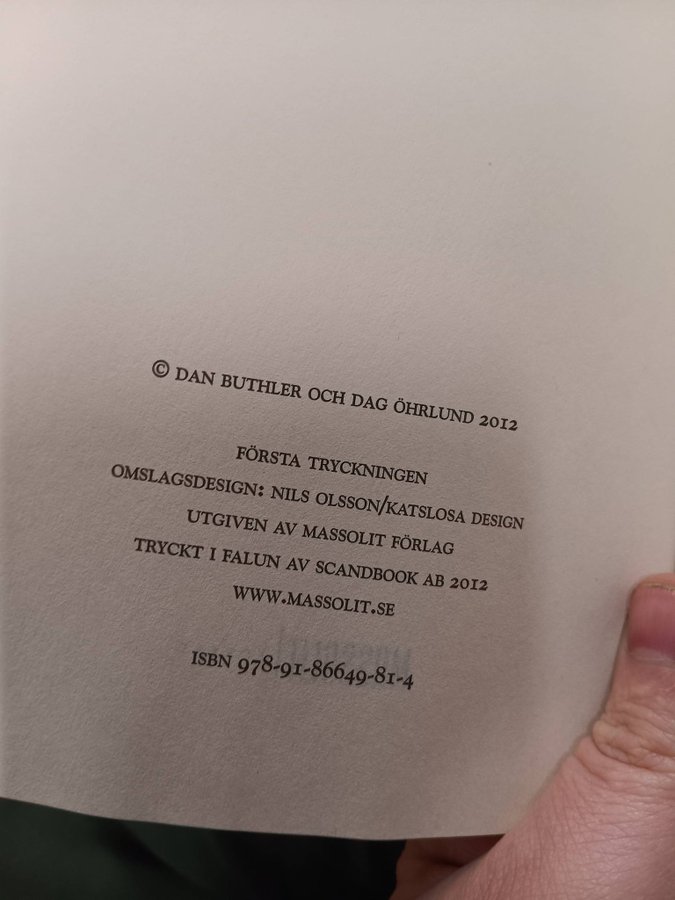 © DAN BUTHLER OCH DAG ÖHRLUND 2012
FÖRSTA TRYCKNINGEN
OMSLAGSDESIGN: NILS OLSSON/KATSLOSA DESIGN
UTGIVEN AV MASSOLIT FÖRLAG
TRYCKT I FALUN AV SCANDBOOK AB 2012
WWW.MASSOLIT.SE
ISBN 978-91-86649-81-4